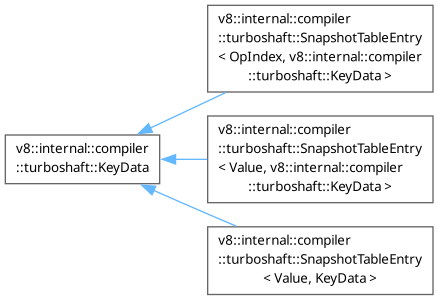 v8::internal::compiler
::turboshaft::SnapshotTableEntry
< OpIndex, v8::internal::compiler
::turboshaft::KeyData >
v8::internal::compiler
::turboshaft::KeyData
v8::internal::compiler
::turboshaft::SnapshotTableEntry
< Value, v8::internal::compiler
::turboshaft::KeyData >
v8::internal::compiler
::turboshaft::SnapshotTableEntry
< Value, KeyData >